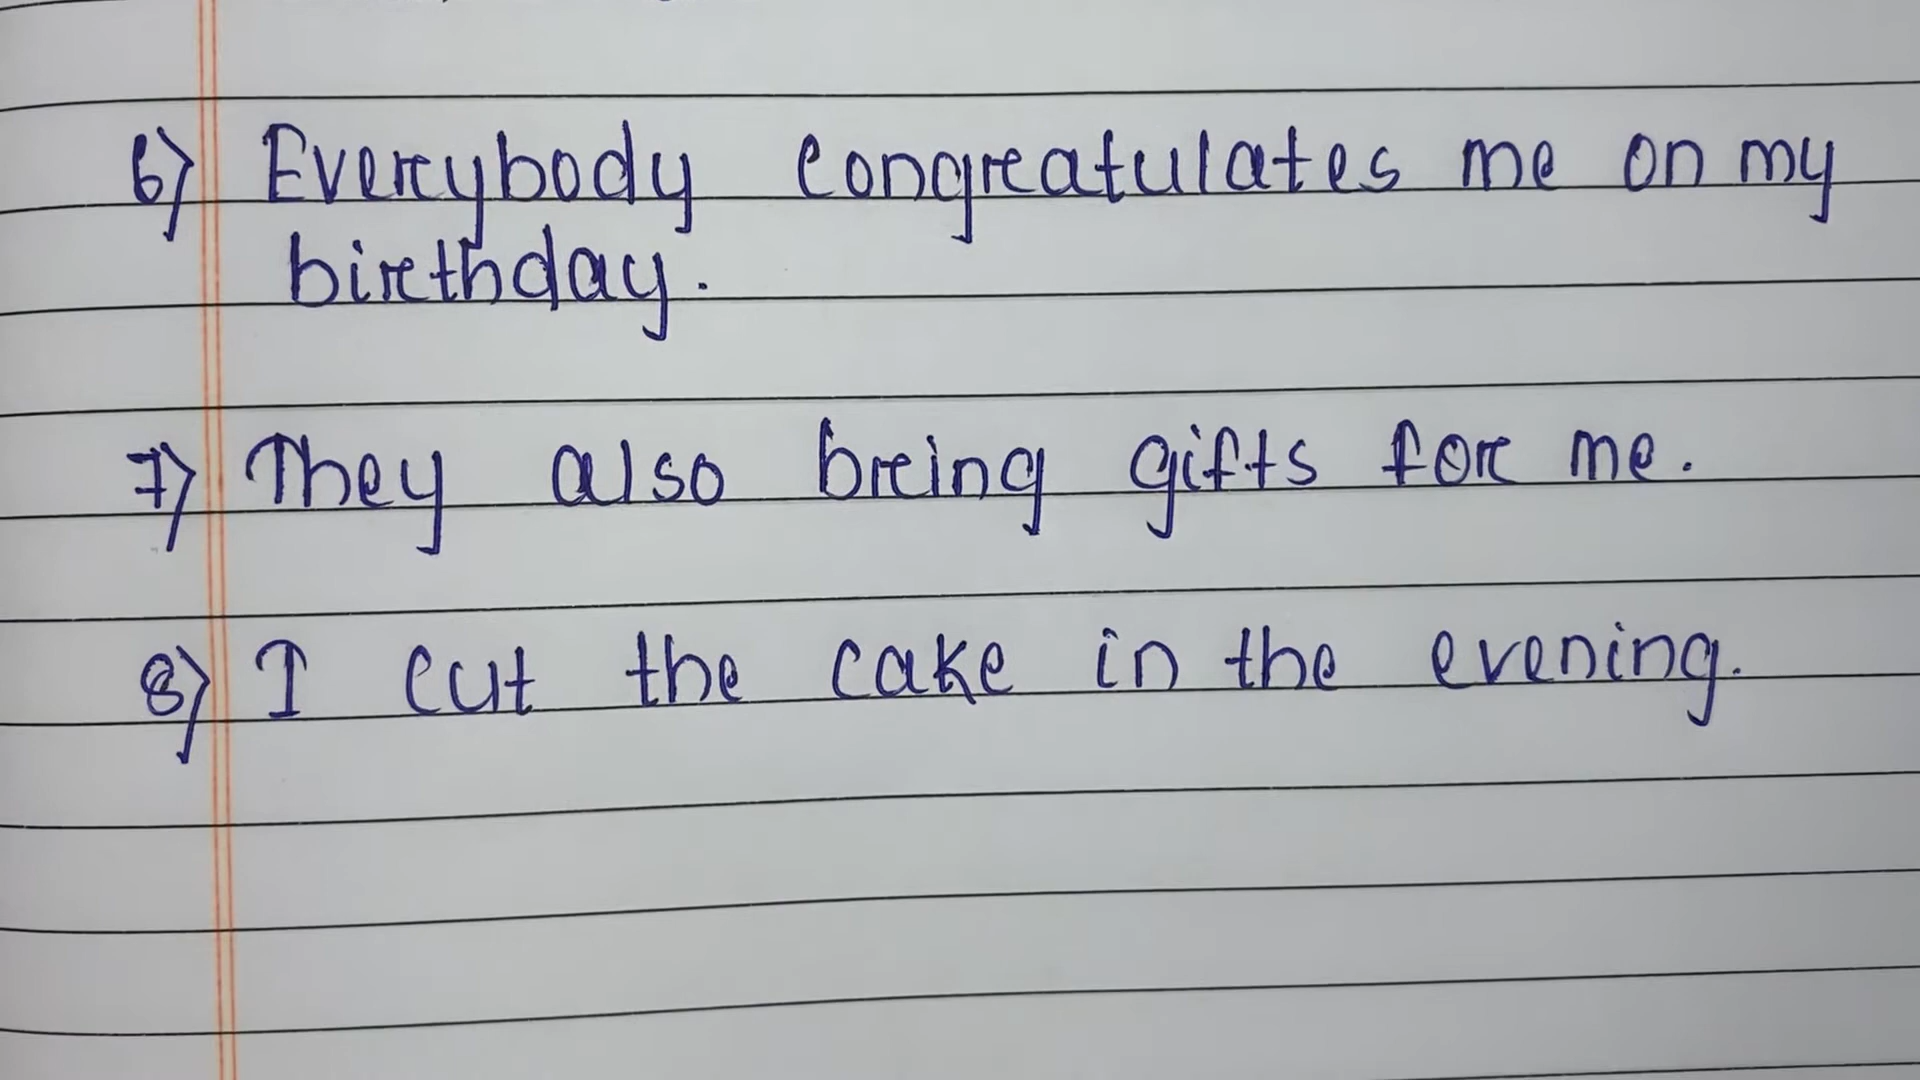 6) Everybody congratulates me on my
birthday.
7) They also bring gifts for me.
8) I cut the cake in the evening.